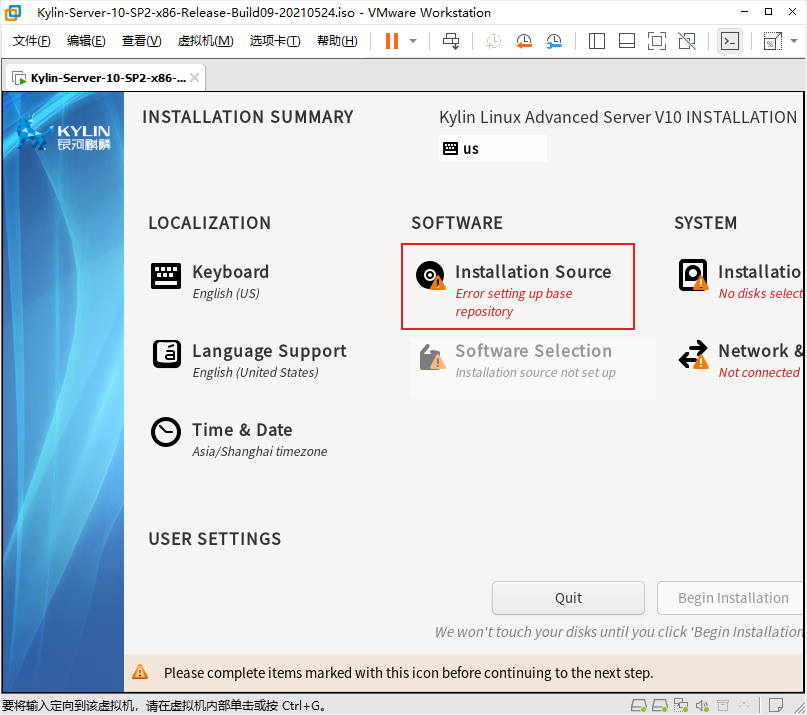 Kylin-Server-10-SP2-x86-Release-Build09-20210524.iso - VMware Workstation
文件(F) 编辑(E) 查看(V) 虚拟机(M) 选项卡(T) 帮助(H)
Kylin-Server-10-SP2-x86-...
KYLIN
银河麒麟
INSTALLATION SUMMARY
Kylin Linux Advanced Server V10 INSTALLATION
us
LOCALIZATION
Keyboard
English (US)
Language Support
English (United States)
Time & Date
Asia/Shanghai timezone
SOFTWARE
Installation Source
Error setting up base
repository
Software Selection
Installation source not set up
SYSTEM
Installatio
No disks select
Network &
Not connected
USER SETTINGS
Quit
Begin Installation
We won't touch your disks until you click 'Begin Installation
Please complete items marked with this icon before continuing to the next step.
要将输入定向到该虚拟机，请在虚拟机内部单击或按 Ctrl+G。